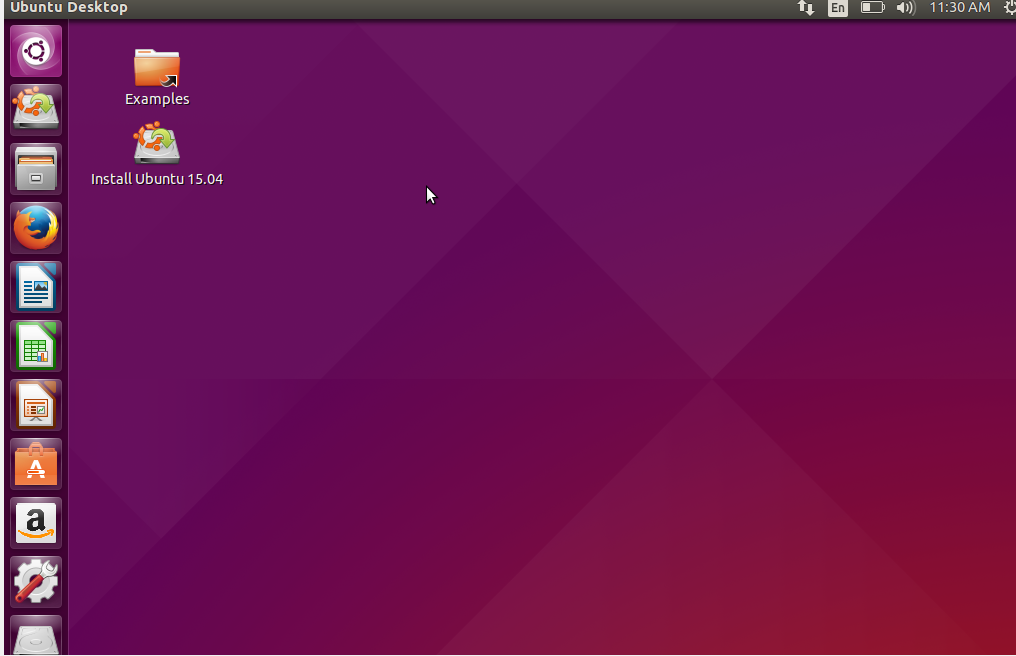 Ubuntu Desktop
En
11:30 AM
Examples
Install Ubuntu 15.04
A
a